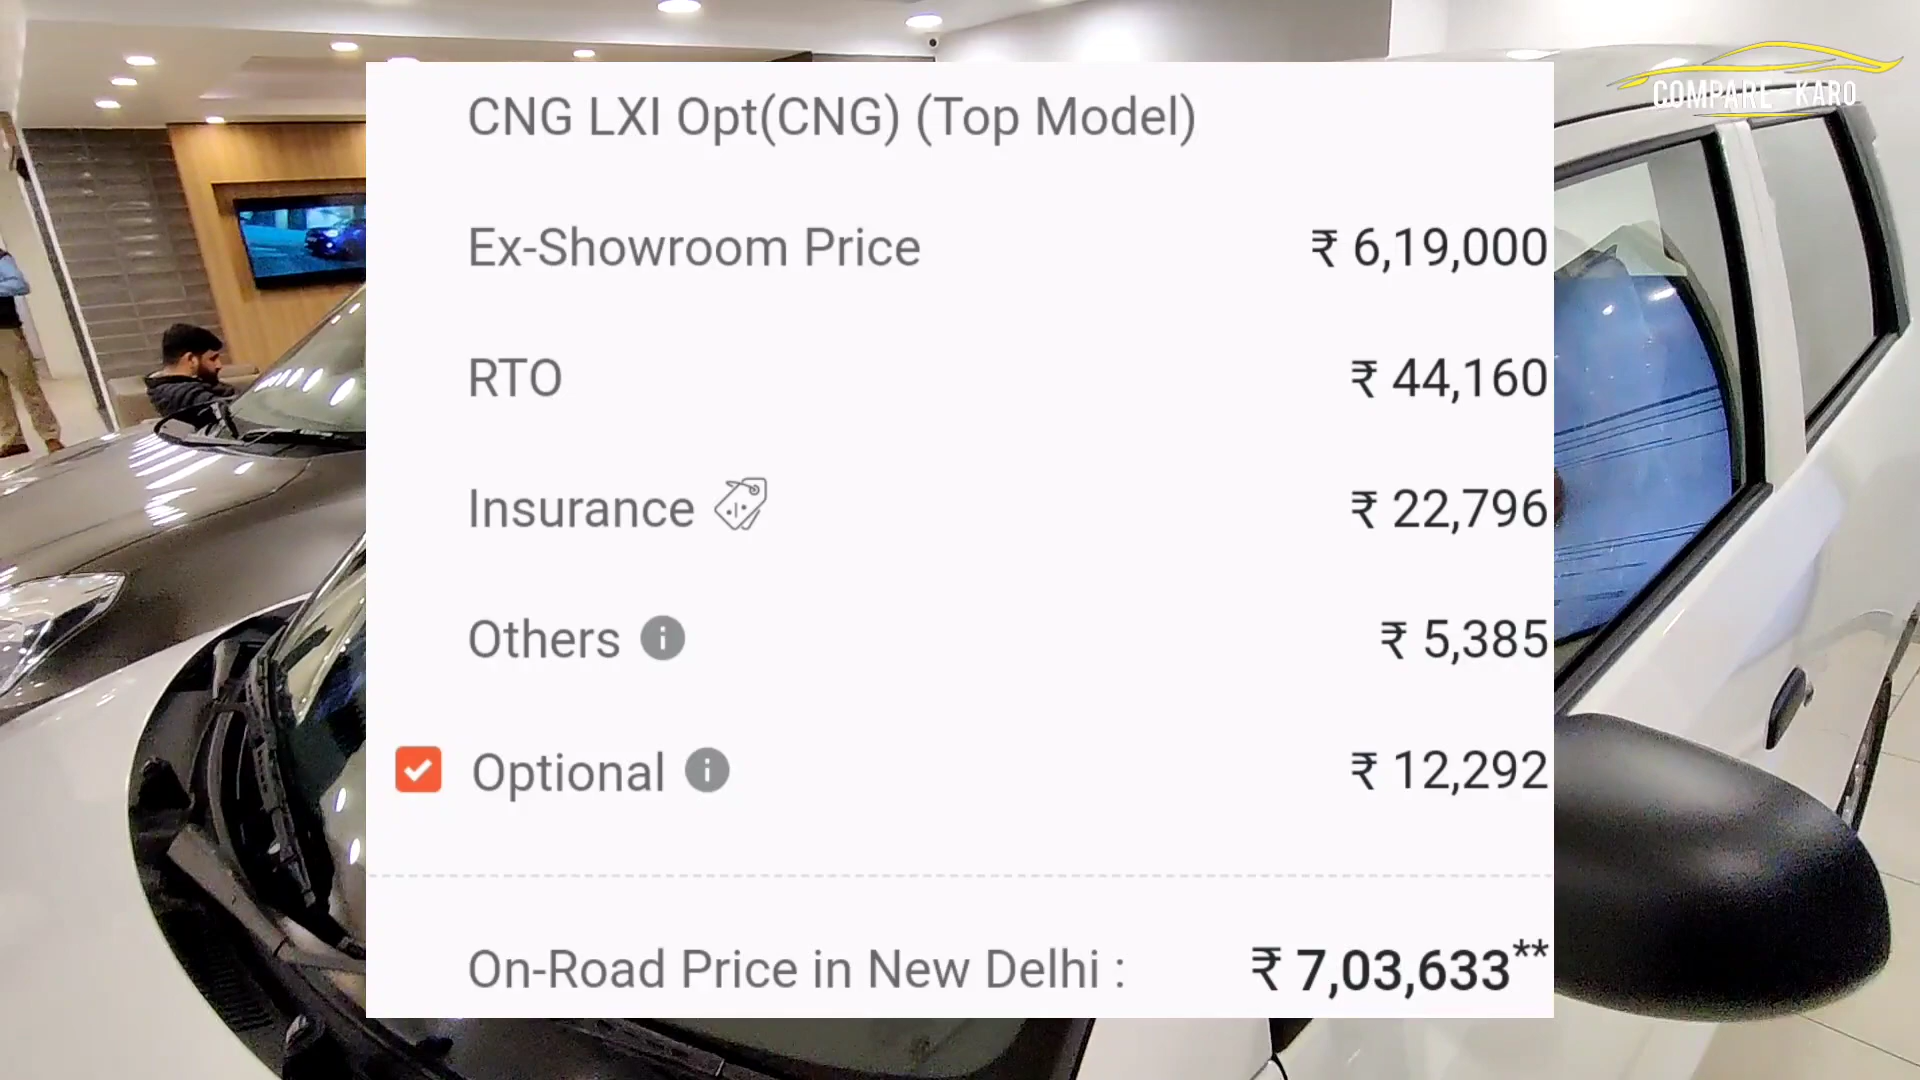 COMPARE KARO
CNG LXI Opt(CNG) (Top Model)
Ex-Showroom Price ₹ 6,19,000
RTO ₹ 44,160
Insurance ₹ 22,796
Others ₹ 5,385
Optional ₹ 12,292
On-Road Price in New Delhi : ₹ 7,03,633**